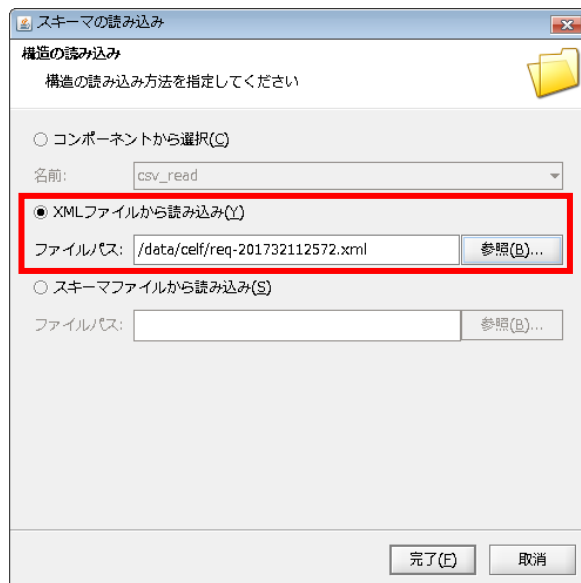 スキーマの読み込み
構造の読み込み
構造の読み込み方法を指定してください
コンポーネントから選択(C)
名前: csv_read
XMLファイルから読み込み(Y)
ファイルパス: /data/celf/req-201732112572.xml 参照(B)...
スキーマファイルから読み込み(S)
ファイルパス: 参照(B)...
完了(F) 取消